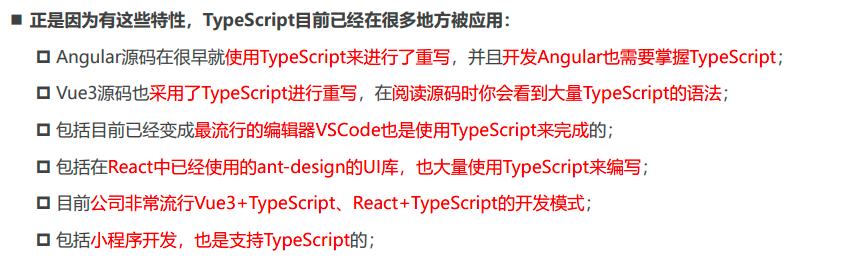 正是因为有这些特性，TypeScript目前已经在很多地方被应用：
Angular源码在很早就使用TypeScript来进行了重写，并且开发Angular也需要掌握TypeScript；
Vue3源码也采用了TypeScript进行重写，在阅读源码时你会看到大量TypeScript的语法；
包括目前已经变成最流行的编辑器VSCode也是使用TypeScript来完成的；
包括在React中已经使用的ant-design的UI库，也大量使用TypeScript来编写；
目前公司非常流行Vue3+TypeScript、React+TypeScript的开发模式；
包括小程序开发，也是支持TypeScript的；